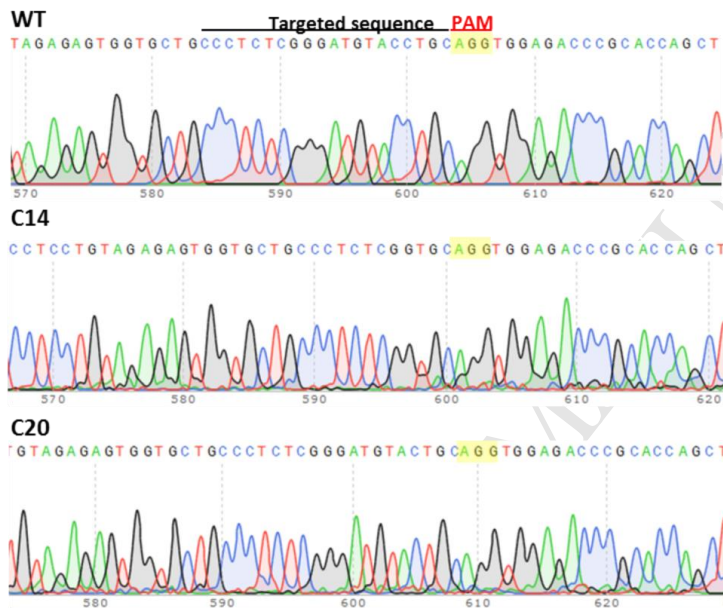 WT
Targeted sequence PAM
TAGAGAGTGGTGCTGCCCTCTCGGGATGTACCTGCAGGTGGAGACCCGCACCAGCT
570 580 590 600 610 620
C14
CCTCCTGTAGAGAGTGGTGCTGCCCTCTCGGTGCAGGTGGAGACCCGCACCAGCT
570 580 590 600 610 620
C20
TGTAGAGAGTGGTGCTGCCCTCTCGGGATGTACTGCAGGTGGAGACCCGCACCAGCT
580 590 600 610 620